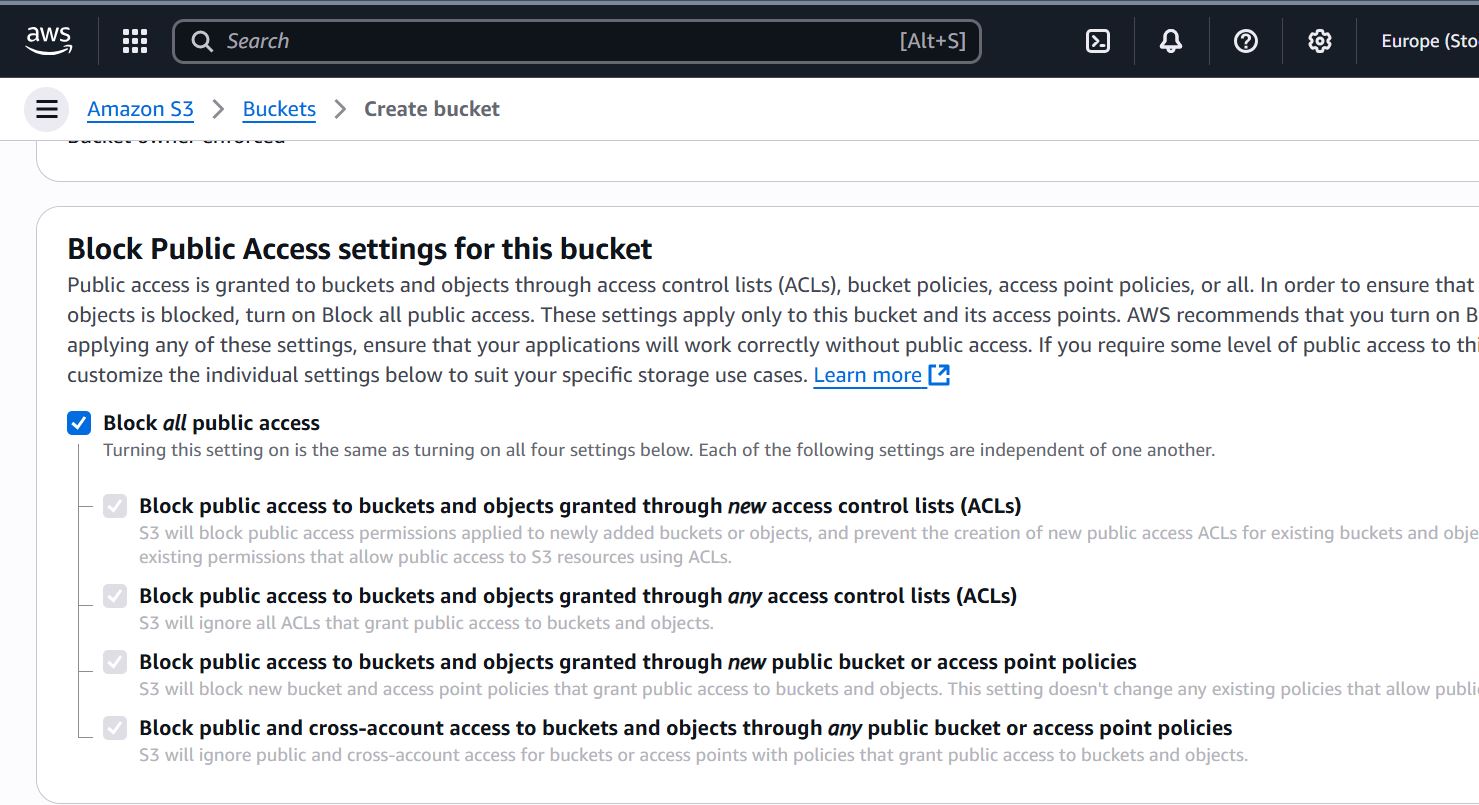 aws
Search
[Alt+S]
Europe (Sto
Amazon S3
Buckets
Create bucket
Bucket owner enforced
Block Public Access settings for this bucket
Public access is granted to buckets and objects through access control lists (ACLs), bucket policies, access point policies, or all. In order to ensure that
objects is blocked, turn on Block all public access. These settings apply only to this bucket and its access points. AWS recommends that you turn on B
applying any of these settings, ensure that your applications will work correctly without public access. If you require some level of public access to thi
customize the individual settings below to suit your specific storage use cases. Learn more
Block all public access
Turning this setting on is the same as turning on all four settings below. Each of the following settings are independent of one another.
Block public access to buckets and objects granted through new access control lists (ACLs)
S3 will block public access permissions applied to newly added buckets or objects, and prevent the creation of new public access ACLs for existing buckets and obje
existing permissions that allow public access to S3 resources using ACLs.
Block public access to buckets and objects granted through any access control lists (ACLs)
S3 will ignore all ACLs that grant public access to buckets and objects.
Block public access to buckets and objects granted through new public bucket or access point policies
S3 will block new bucket and access point policies that grant public access to buckets and objects. This setting doesn't change any existing policies that allow publi
Block public and cross-account access to buckets and objects through any public bucket or access point policies
S3 will ignore public and cross-account access for buckets or access points with policies that grant public access to buckets and objects.